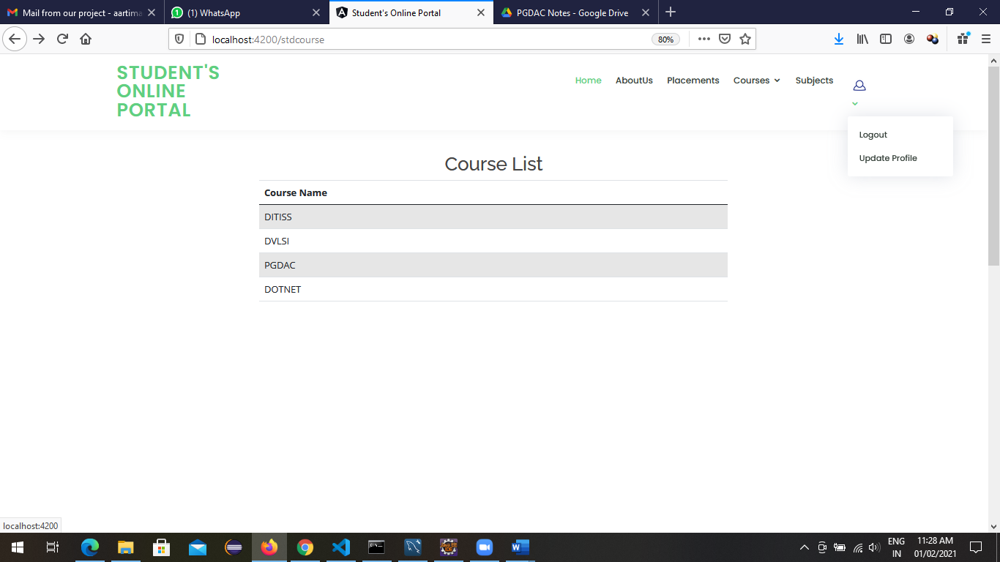 Mail from our project - aartima
(1) WhatsApp
Student's Online Portal
PGDAC Notes - Google Drive
localhost:4200/stdcourse
80%
STUDENT'S
ONLINE
PORTAL
Home
AboutUs
Placements
Courses
Subjects
Logout
Update Profile
Course List
Course Name
DITISS
DVLSI
PGDAC
DOTNET
localhost:4200
ENG
IN
11:28 AM
01/02/2021